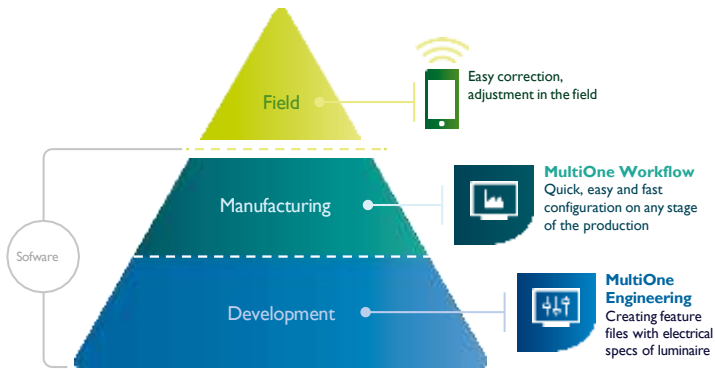 Field
Easy correction,
adjustment in the field
Manufacturing
MultiOne Workflow
Quick, easy and fast
configuration on any stage
of the production
Sofware
Development
MultiOne
Engineering
Creating feature
files with electrical
specs of luminaire